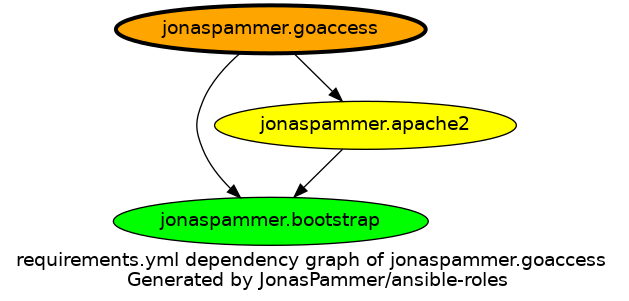 jonaspammer.goaccess
jonaspammer.apache2
jonaspammer.bootstrap
requirements.yml dependency graph of jonaspammer.goaccess
Generated by JonasPammer/ansible-roles